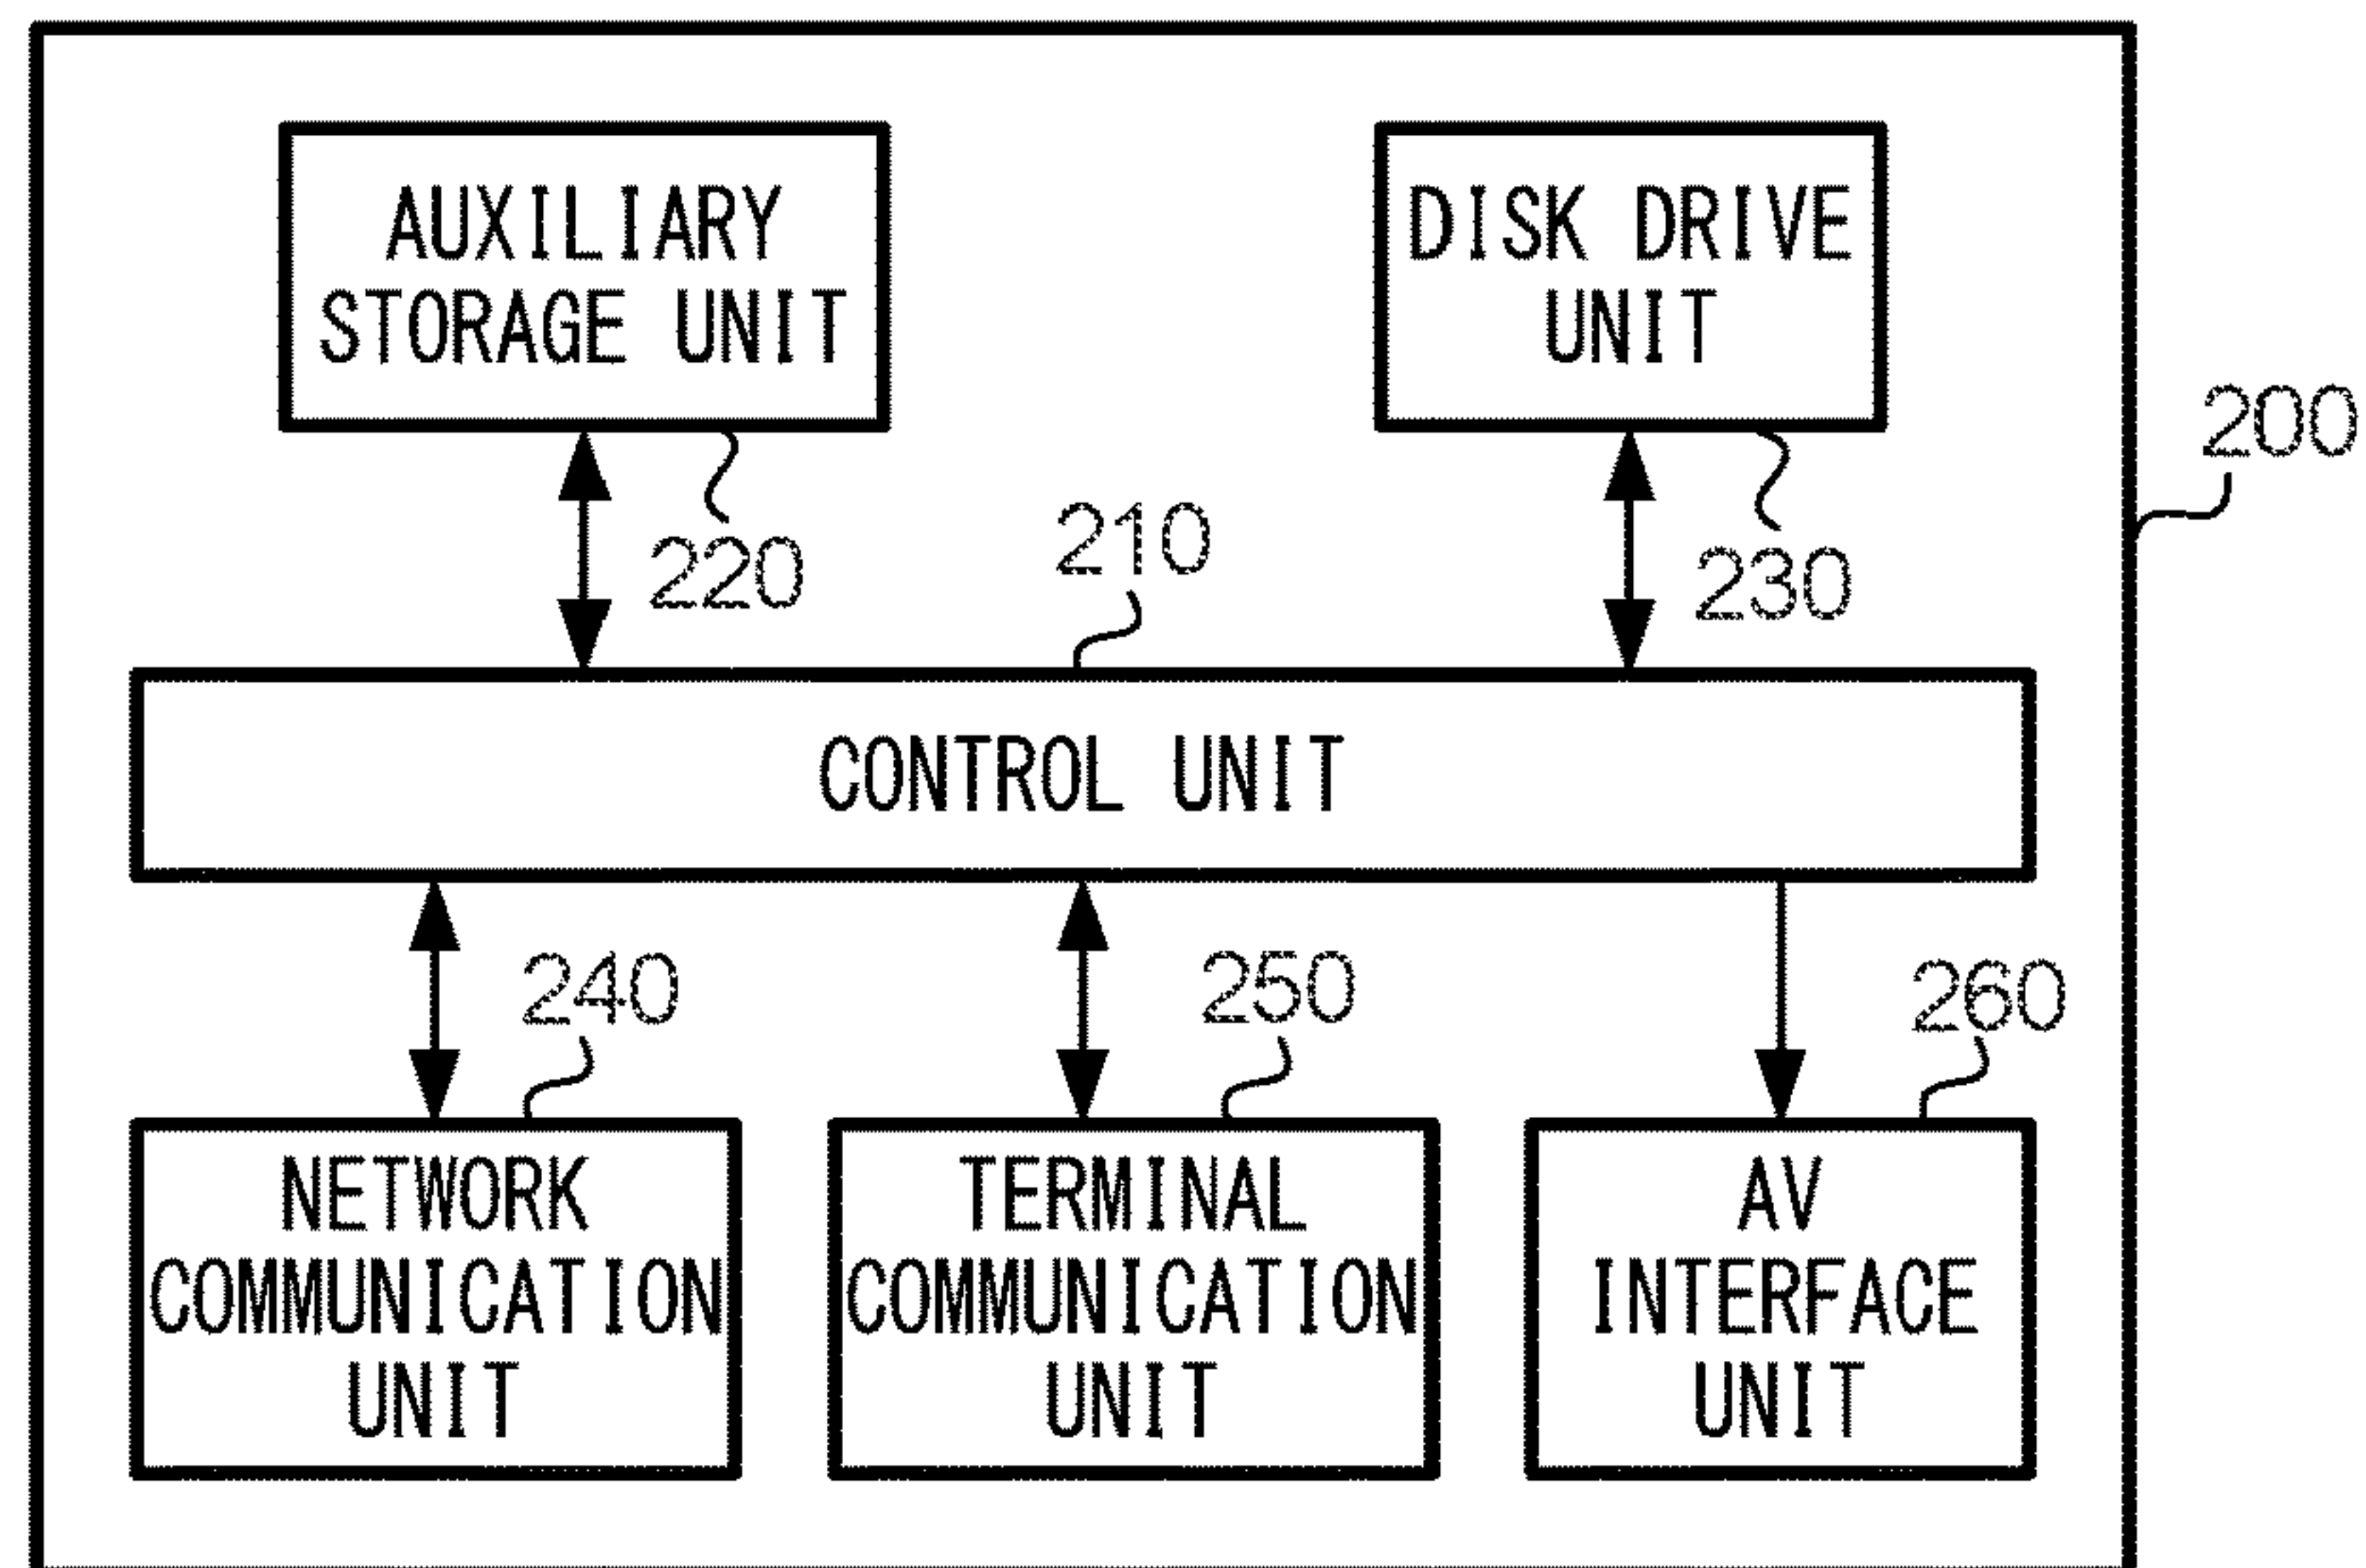 AUXILIARY
STORAGE UNIT
DISK DRIVE
UNIT
200
220
210
230
CONTROL UNIT
240
250
260
NETWORK
COMMUNICATION
UNIT
TERMINAL
COMMUNICATION
UNIT
AV
INTERFACE
UNIT